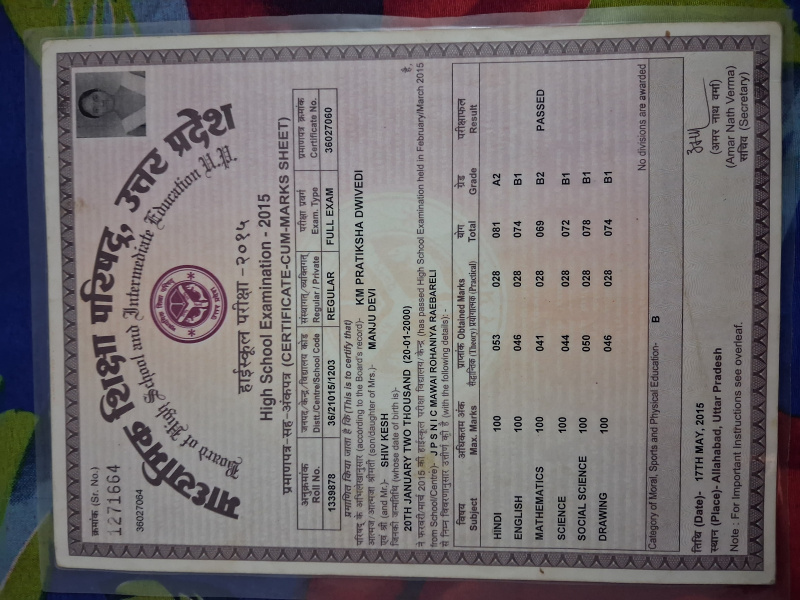 क्रमांक (Sr. No.)
1271664
36027064
माध्यमिक शिक्षा परिषद्, उत्तर प्रदेश
Board of High School and Intermediate Education U.P.
हाईस्कूल परीक्षा -२०१५
High School Examination - 2015
प्रमाणपत्र-सह-अंकपत्र (CERTIFICATE-CUM-MARKS SHEET)
अनुक्रमांक जनपद/केन्द्र/विद्यालय कोड संस्थागत/व्यक्तिगत परीक्षा प्रवर्ग प्रमाणपत्र क्रमांक
Roll No. Distt./Centre/School Code Regular / Private Exam. Type Certificate No.
1339878 36/21015/1203 REGULAR FULL EXAM 36027060
प्रमाणित किया जाता है कि (This is to certify that)
परिषद् के अभिलेखानुसार (according to the Board's record)- KM PRATIKSHA DWIVEDI
आत्मज/आत्मजा श्रीमती (son/daughter of Mrs.)- MANJU DEVI
एवं श्री (and Mr.)- SHIV KESH
जिनकी जन्मतिथि (whose date of birth is)-
20TH JANUARY TWO THOUSAND (20-01-2000) है,
ने फरवरी/मार्च 2015 की हाईस्कूल परीक्षा विद्यालय/केन्द्र (has passed High School Examination held in February/March 2015
from School/Centre)- J P S N I C MAWAI ROHANIYA RAEBARELI
से निम्न विवरणानुसार उत्तीर्ण की है (with the following details): -
विषय अधिकतम अंक प्राप्तांक Obtained Marks योग ग्रेड परीक्षाफल
Subject Max. Marks सैद्धान्तिक (Theory) प्रयोगात्मक (Practical) Total Grade Result
HINDI 100 053 028 081 A2
ENGLISH 100 046 028 074 B1
MATHEMATICS 100 041 028 069 B2 PASSED
SCIENCE 100 044 028 072 B1
SOCIAL SCIENCE 100 050 028 078 B1
DRAWING 100 046 028 074 B1
No divisions are awarded
Category of Moral, Sports and Physical Education- B
तिथि (Date)- 17TH MAY, 2015
स्थान (Place)- Allahabad, Uttar Pradesh
Note : For Important Instructions see overleaf.
(अमर नाथ वर्मा)
(Amar Nath Verma)
सचिव (Secretary)